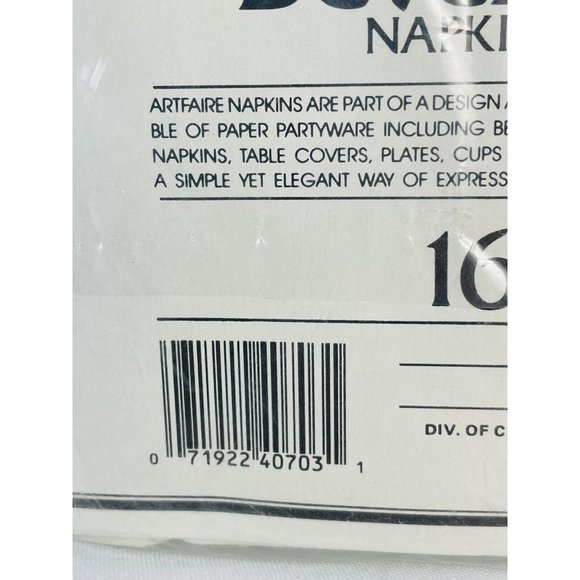 NAPKI
ARTFAIRE NAPKINS ARE PART OF A DESIGN
BLE OF PAPER PARTYWARE INCLUDING BE
NAPKINS, TABLE COVERS, PLATES, CUPS
A SIMPLE YET ELEGANT WAY OF EXPRESS
16
DIV. OF C
0 71922 40703 1